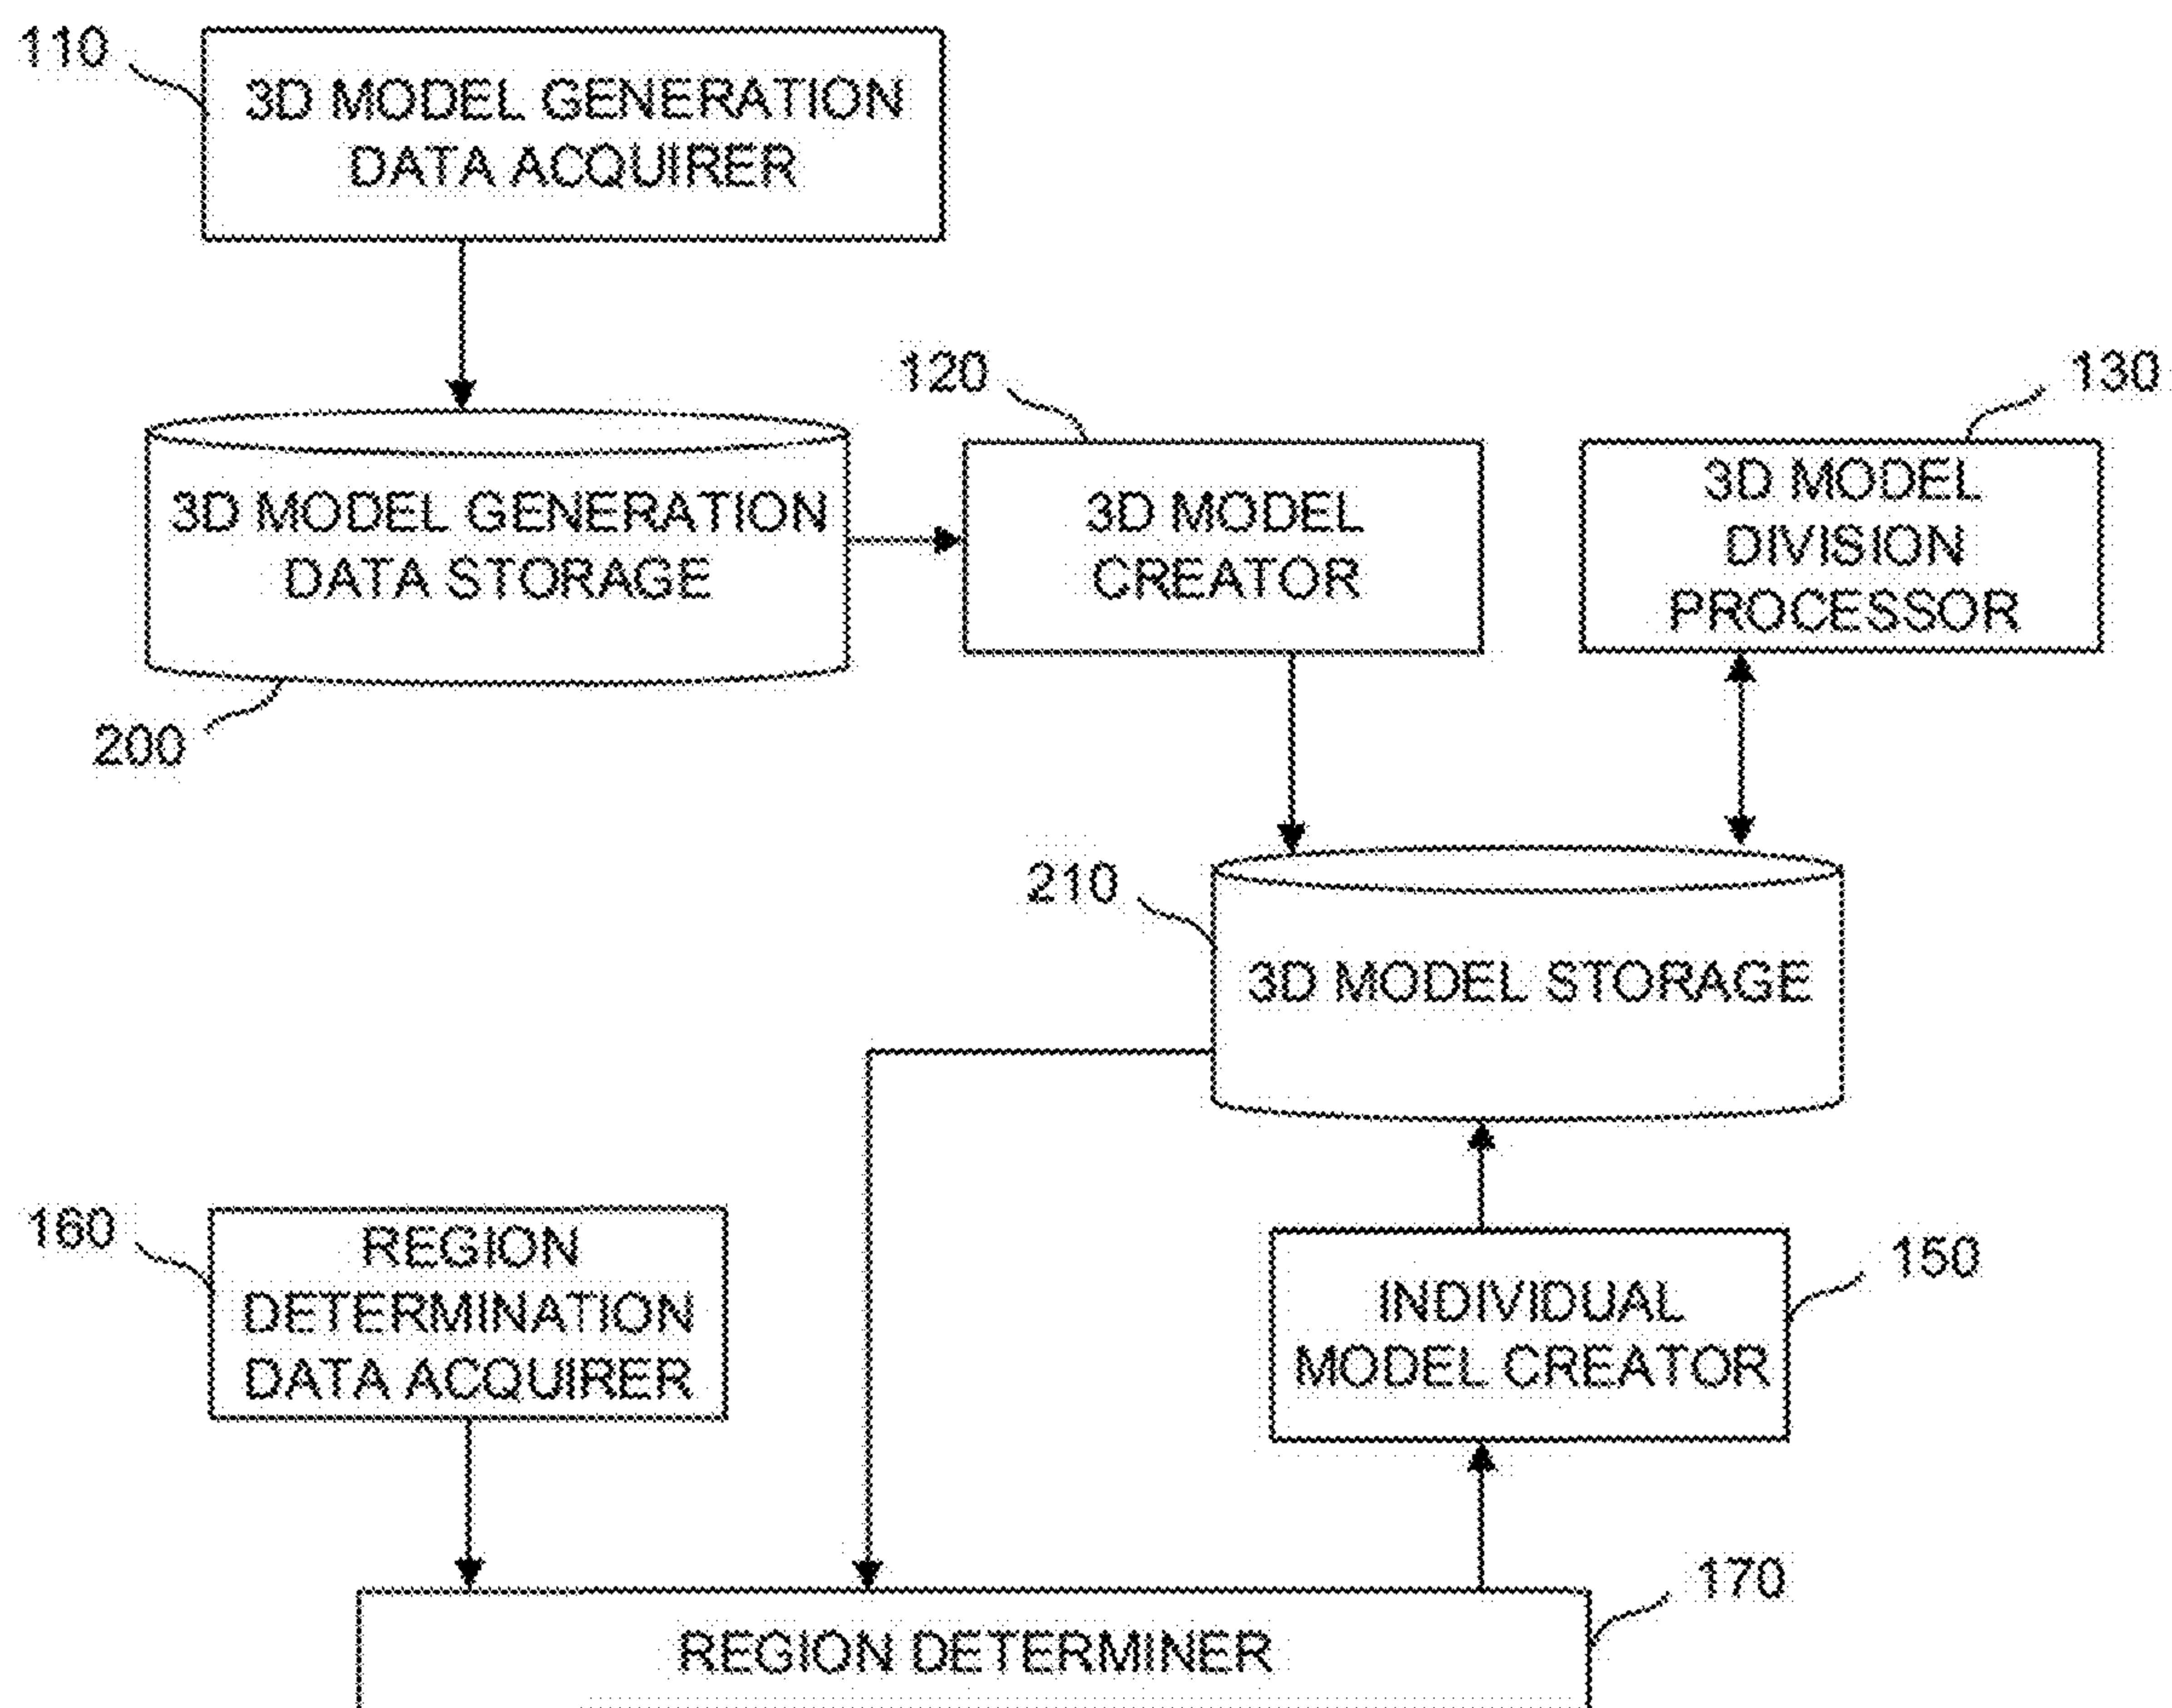 110
3D MODEL GENERATION
DATA ACQUIRER
120
130
3D MODEL GENERATION
DATA STORAGE
3D MODEL
CREATOR
3D MODEL
DIVISION
PROCESSOR
200
210
3D MODEL STORAGE
160
REGION
DETERMINATION
DATA ACQUIRER
150
INDIVIDUAL
MODEL CREATOR
170
REGION DETERMINER